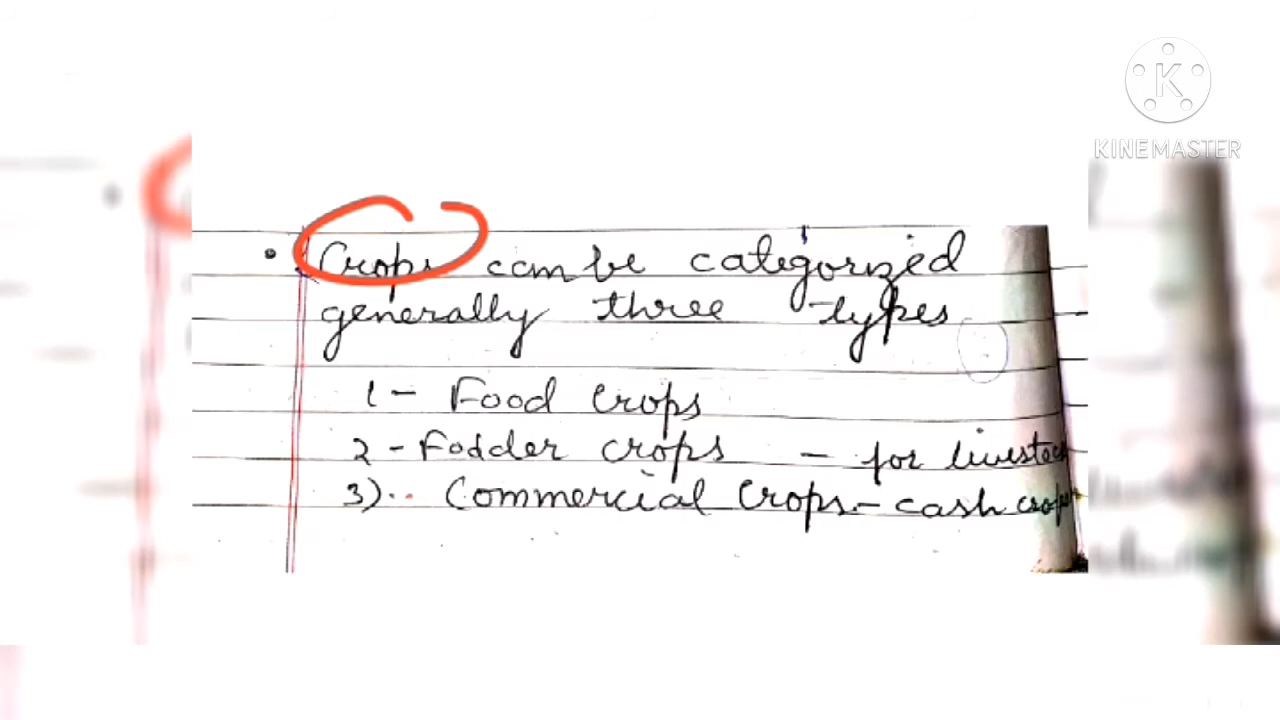 KINEMASTER
• Crops can be categorized
generally three types
1 - Food Crops
2 - Fodder crops - for livestock
3).. Commercial Crops - cash crops